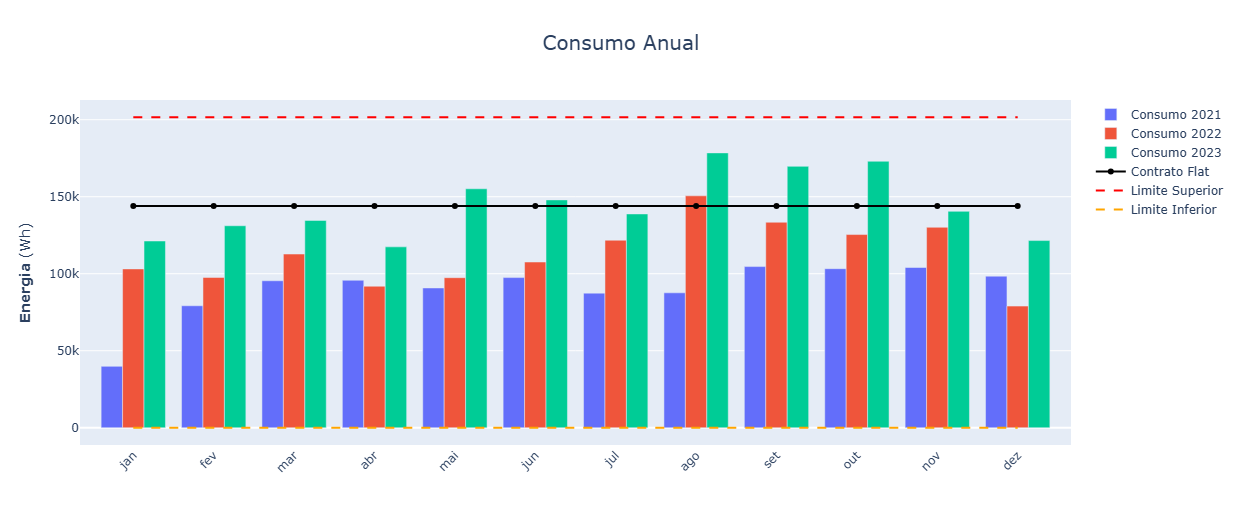 Consumo Anual
200k
150k
100k
50k
0
Energia (Wh)
jan
fev
mar
abr
mai
jun
jul
ago
set
out
nov
dez
Consumo 2021
Consumo 2022
Consumo 2023
Contrato Flat
Limite Superior
Limite Inferior